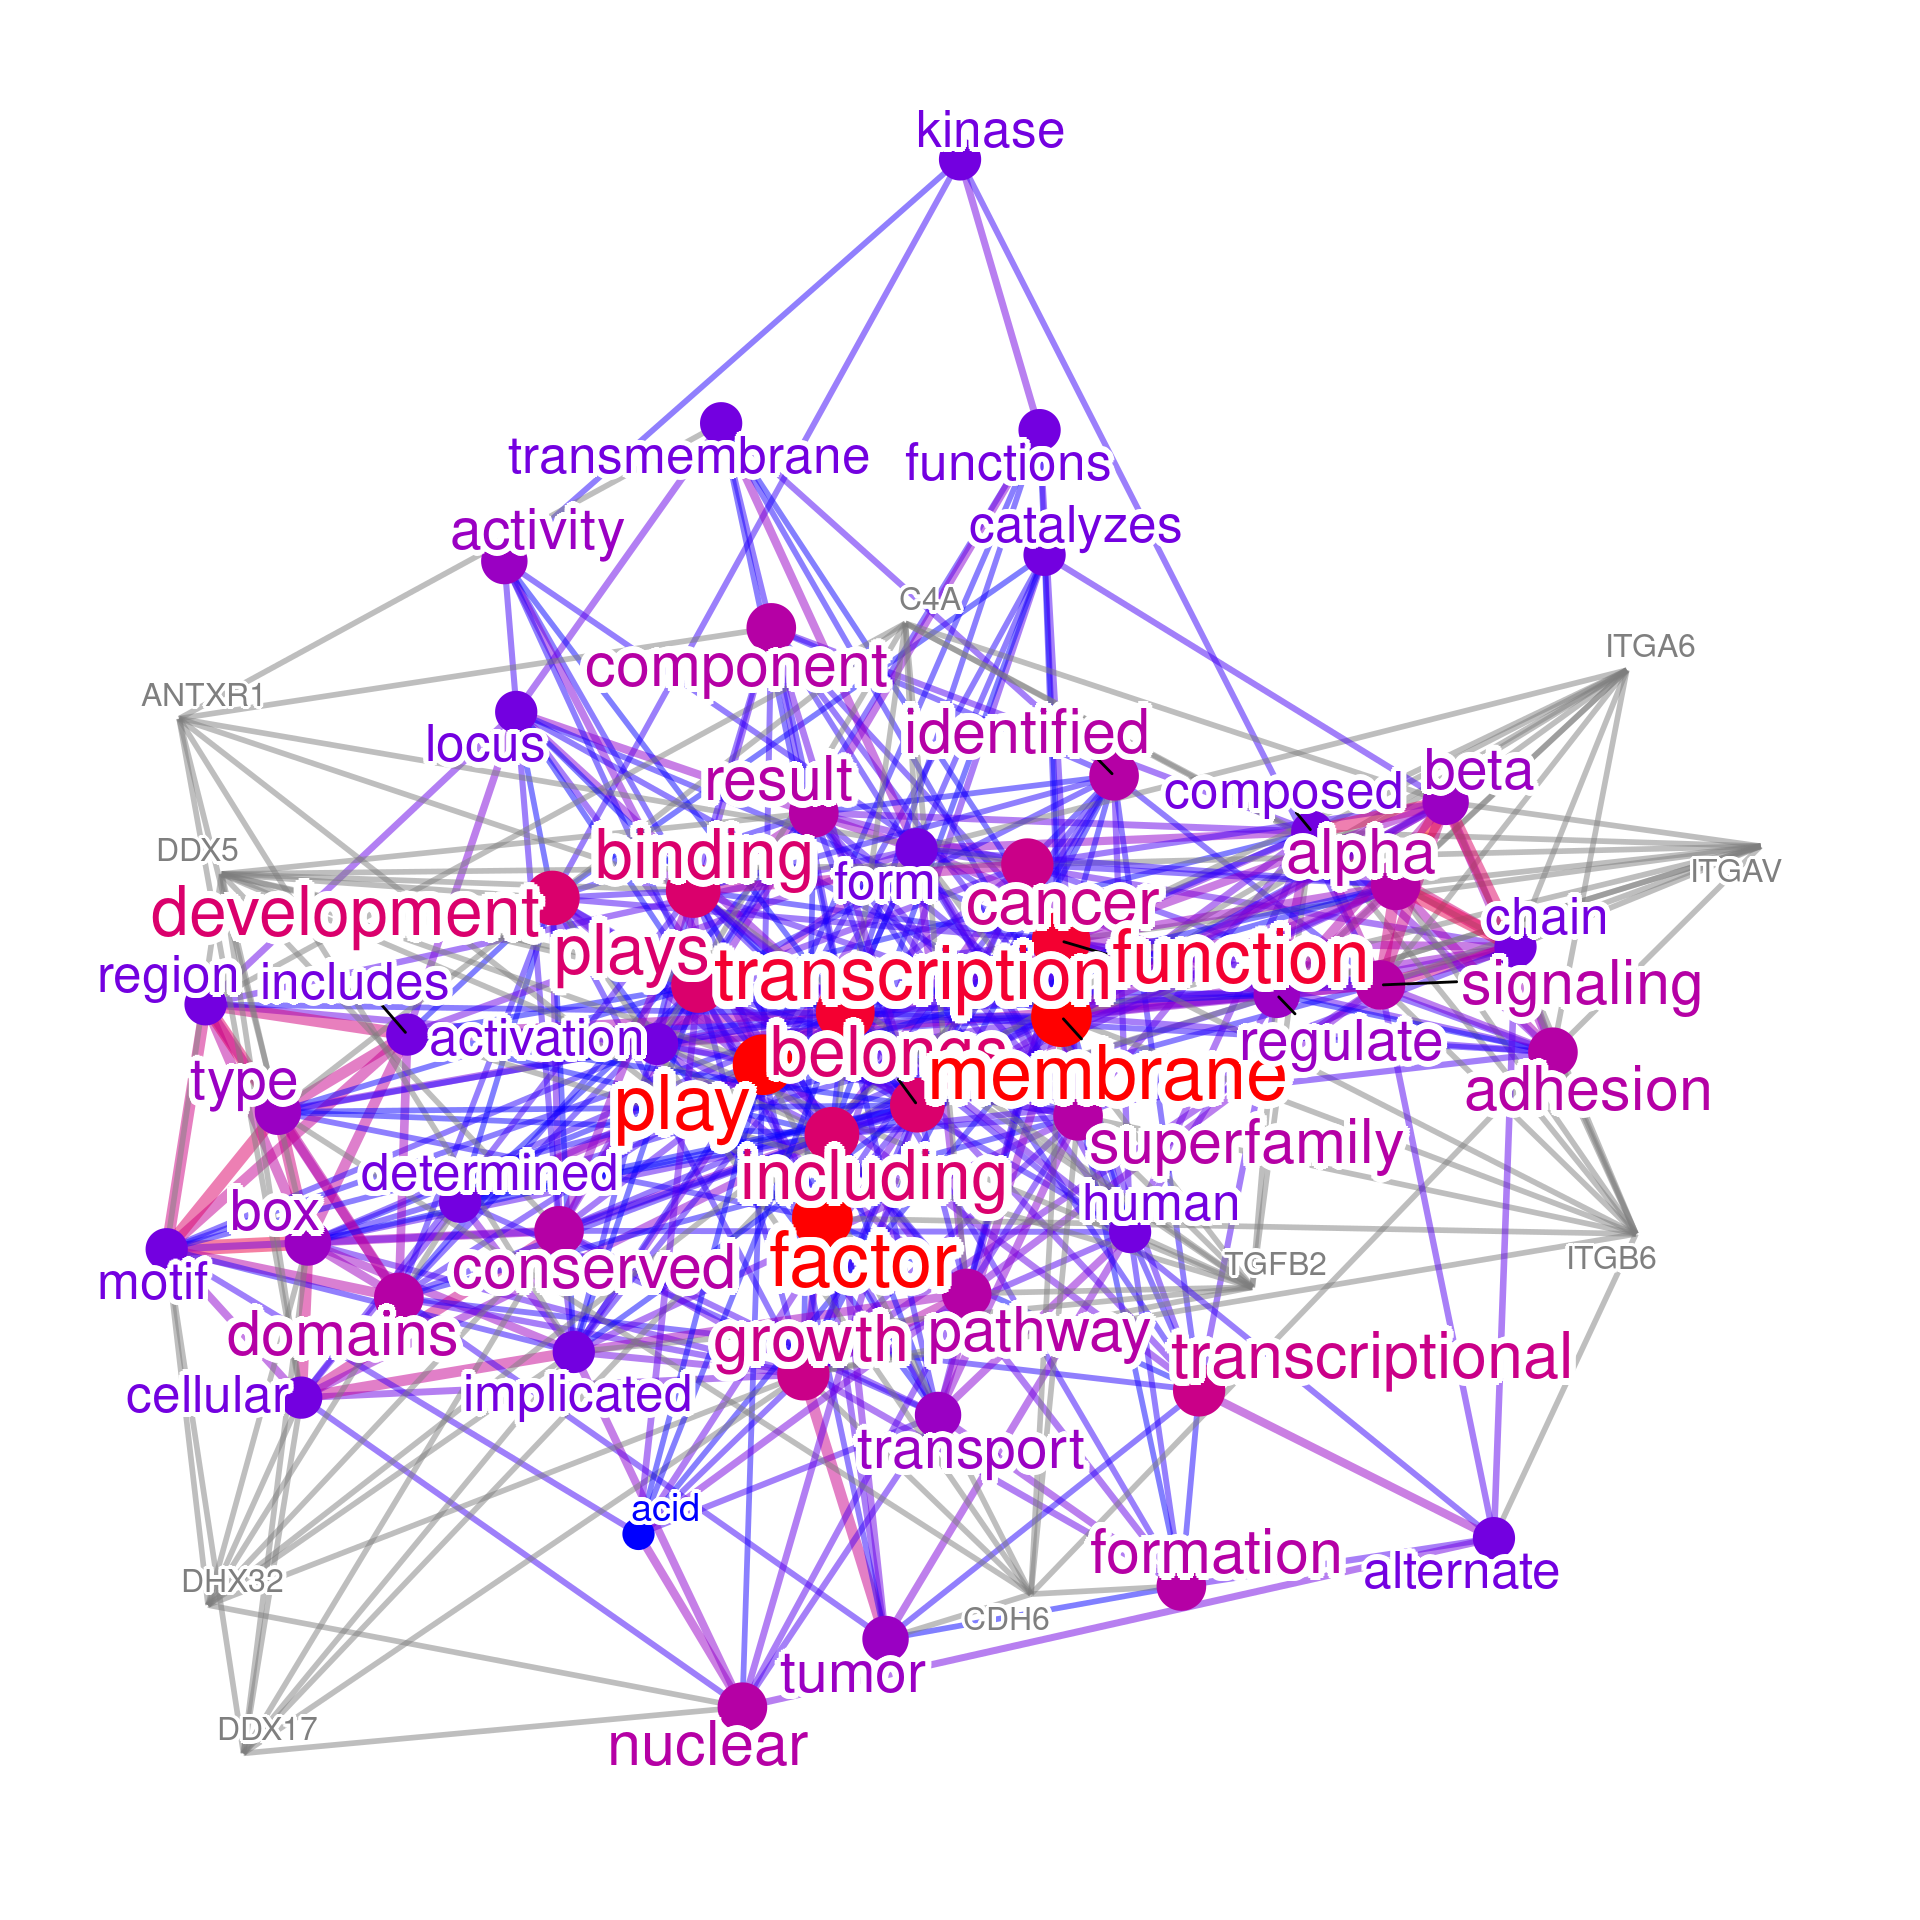 kinase
transmembrane
functions
catalyzes
activity
C4A
ITGA6
component
ANTXR1
identified
locus
beta
result
composed
DDX5
binding
alpha
ITGAV
form
cancer
development
chain
plays
function
transcription
region
includes
signaling
activation
regulate
belongs
membrane
type
adhesion
play
superfamily
determined
including
human
box
TGFB2
ITGB6
conserved
factor
motif
domains
growth
pathway
transcriptional
cellular
implicated
transport
acid
formation
alternate
DHX32
CDH6
tumor
DDX17
nuclear